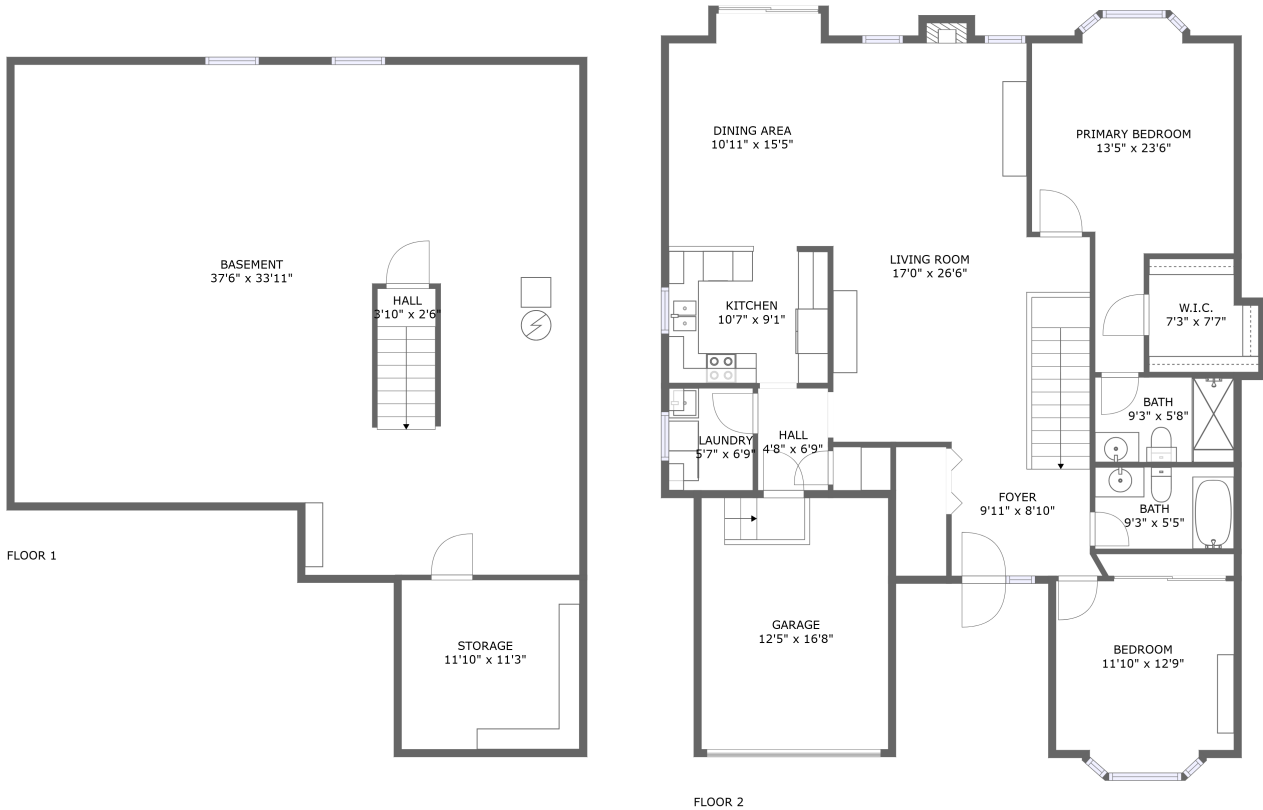 BASEMENT
37'6" x 33'11"
HALL
3'10" x 2'6"
FLOOR 1
STORAGE
11'10" x 11'3"
DINING AREA
10'11" x 15'5"
PRIMARY BEDROOM
13'5" x 23'6"
LIVING ROOM
17'0" x 26'6"
KITCHEN
10'7" x 9'1"
W.I.C.
7'3" x 7'7"
BATH
9'3" x 5'8"
LAUNDRY
5'7" x 6'9"
HALL
4'8" x 6'9"
FOYER
9'11" x 8'10"
BATH
9'3" x 5'5"
GARAGE
12'5" x 16'8"
BEDROOM
11'10" x 12'9"
FLOOR 2